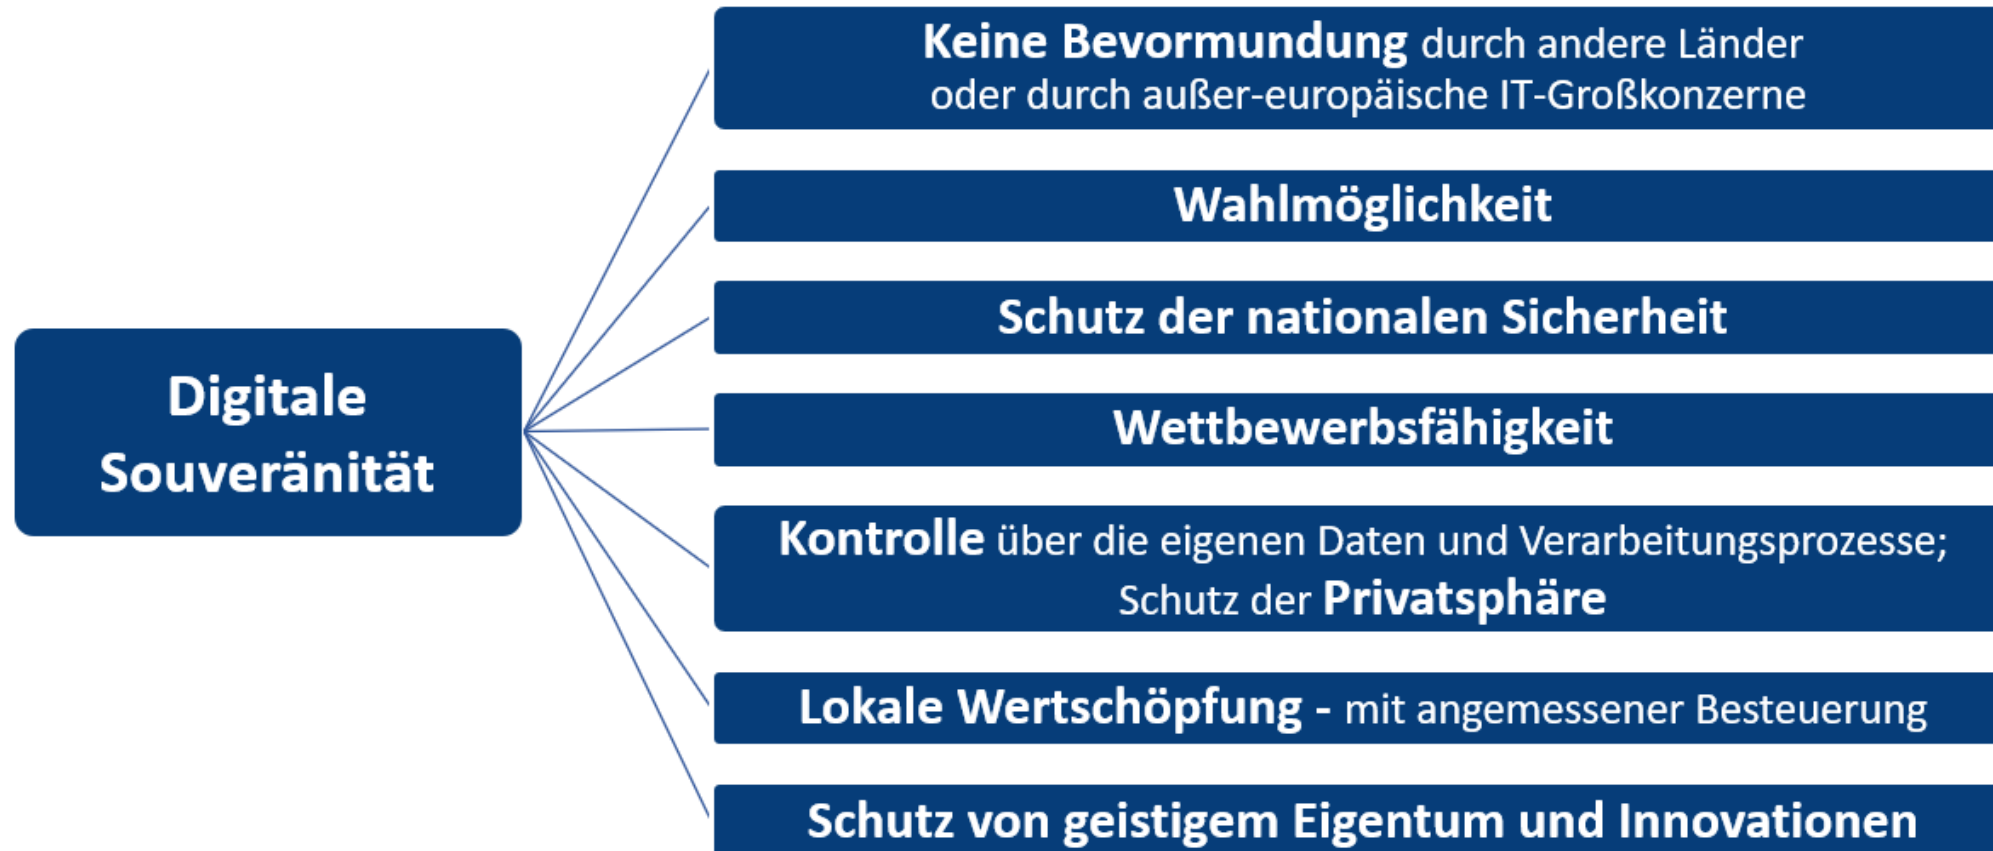 Digitale
Souveränität
Keine Bevormundung durch andere Länder
oder durch außer-europäische IT-Großkonzerne
Wahlmöglichkeit
Schutz der nationalen Sicherheit
Wettbewerbsfähigkeit
Kontrolle über die eigenen Daten und Verarbeitungsprozesse;
Schutz der Privatsphäre
Lokale Wertschöpfung - mit angemessener Besteuerung
Schutz von geistigem Eigentum und Innovationen